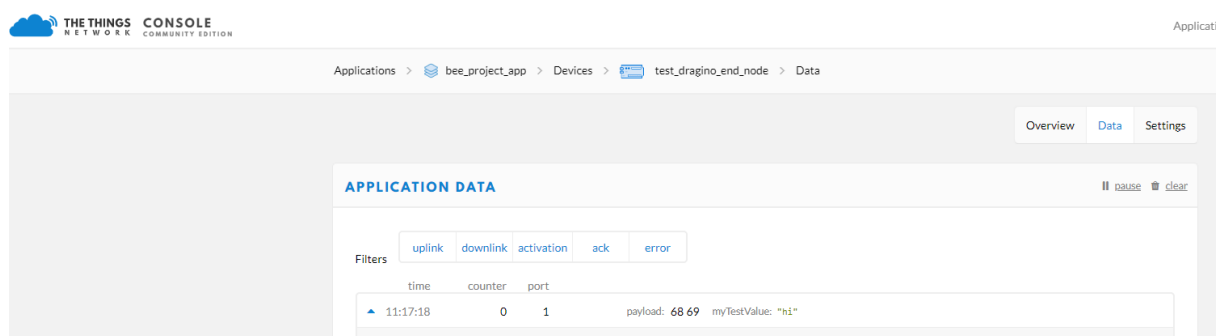 THE THINGS CONSOLE
NETWORK COMMUNITY EDITION
Applications > bee_project_app > Devices > test_dragino_end_node > Data
Overview Data Settings
APPLICATION DATA pause clear
Filters uplink downlink activation ack error
time counter port
11:17:18 0 1 payload: 68 69 myTestValue: "hi"